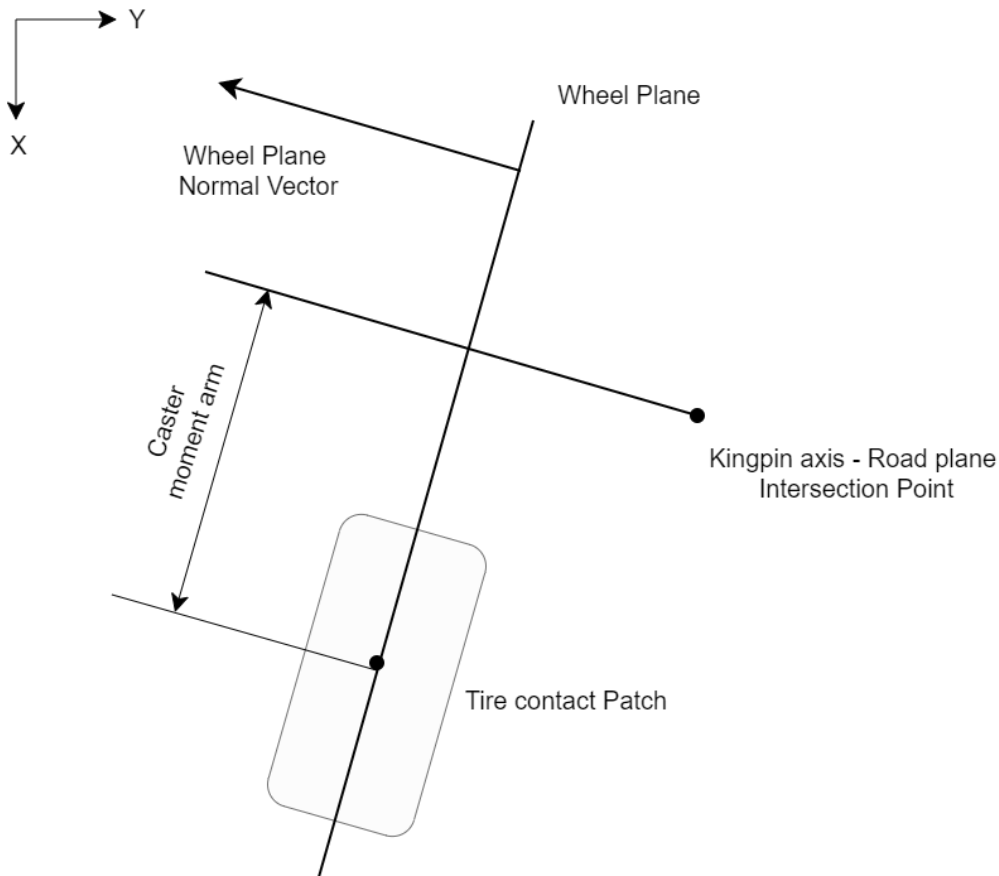 Y
X
Wheel Plane
Wheel Plane
Normal Vector
Caster
moment arm
Kingpin axis - Road plane
Intersection Point
Tire contact Patch